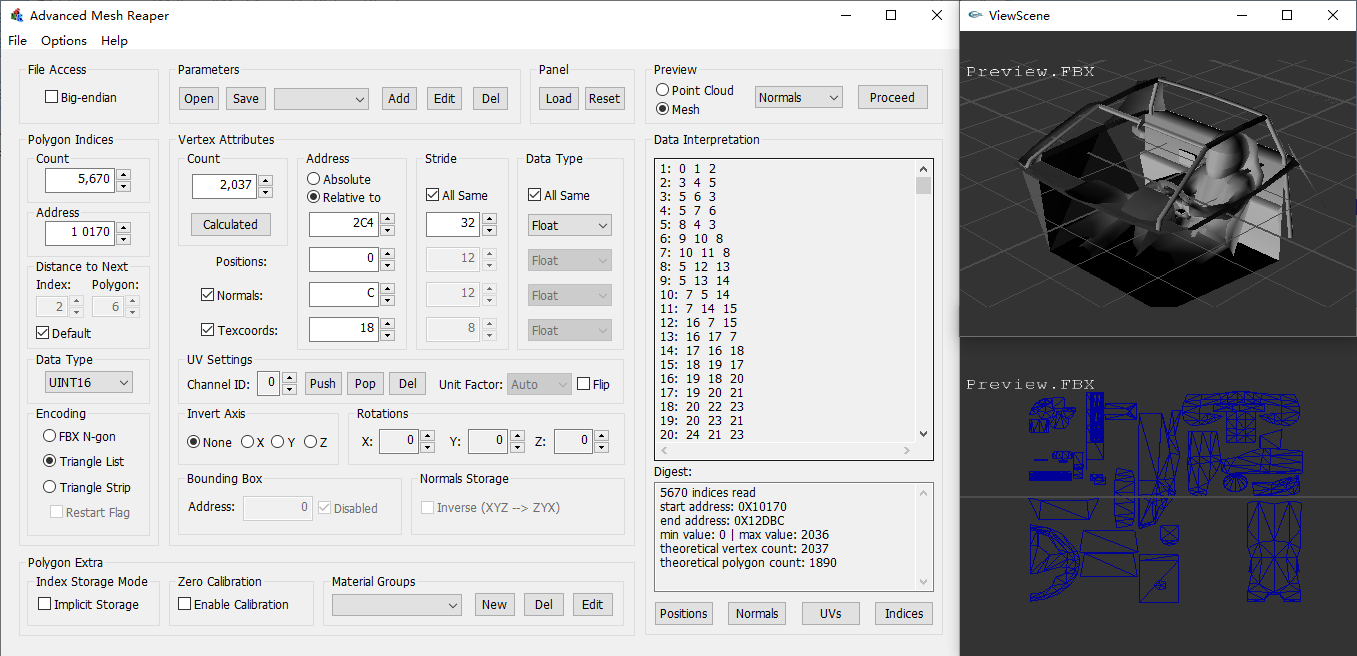 Advanced Mesh Reaper
File Options Help
File Access
Big-endian
Parameters
Open Save Add Edit Del
Panel
Load Reset
Preview
Point Cloud
Mesh
Normals
Proceed
Polygon Indices
Count
5,670
Address
1 0170
Distance to Next
Index: Polygon:
2 6
Default
Data Type
UINT16
Encoding
FBX N-gon
Triangle List
Triangle Strip
Restart Flag
Vertex Attributes
Count
2,037
Calculated
Address
Absolute
Relative to
2C4
Stride
All Same
32
Data Type
All Same
Float
Positions: 0 12 Float
Normals: C 12 Float
Texcoords: 18 8 Float
UV Settings
Channel ID: 0 Push Pop Del Unit Factor: Auto Flip
Invert Axis
None X Y Z
Rotations
X: 0 Y: 0 Z: 0
Bounding Box
Address: 0 Disabled
Normals Storage
Inverse (XYZ --> ZYX)
Polygon Extra
Index Storage Mode
Implicit Storage
Zero Calibration
Enable Calibration
Material Groups
New Del Edit
Data Interpretation
1: 0 1 2
2: 3 4 5
3: 5 6 3
4: 5 7 6
5: 8 4 3
6: 9 10 8
7: 10 11 8
8: 5 12 13
9: 5 13 14
10: 7 5 14
11: 7 14 15
12: 16 7 15
13: 16 17 7
14: 17 16 18
15: 18 19 17
16: 19 18 20
17: 19 20 21
18: 20 22 23
19: 20 23 21
20: 24 21 23
Digest:
5670 indices read
start address: 0X10170
end address: 0X12DBC
min value: 0 | max value: 2036
theoretical vertex count: 2037
theoretical polygon count: 1890
Positions Normals UVs Indices
ViewScene
Preview.FBX
Preview.FBX